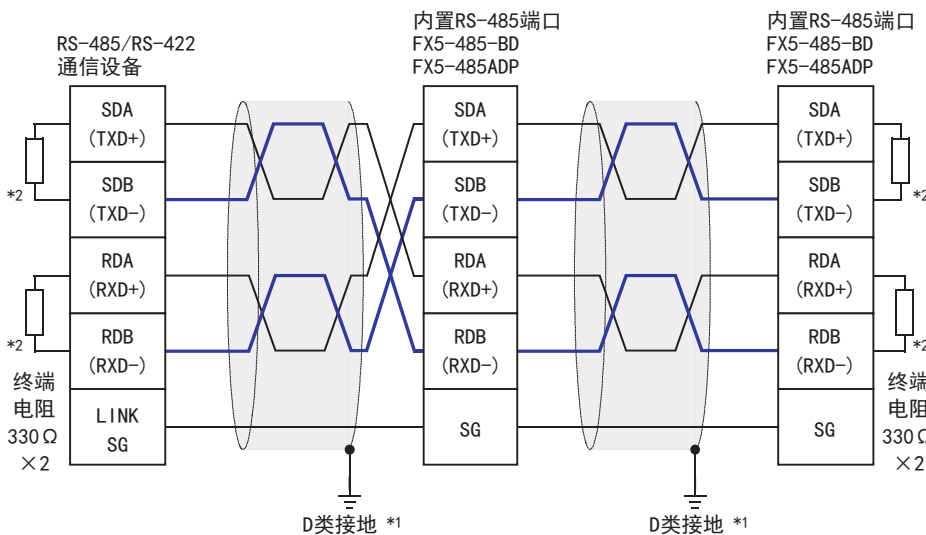 RS-485/RS-422
通信设备
内置RS-485端口
FX5-485-BD
FX5-485ADP
内置RS-485端口
FX5-485-BD
FX5-485ADP
SDA
(TXD+)
SDB
(TXD-)
RDA
(RXD+)
RDB
(RXD-)
LINK
SG
SDA
(TXD+)
SDB
(TXD-)
RDA
(RXD+)
RDB
(RXD-)
SG
SDA
(TXD+)
SDB
(TXD-)
RDA
(RXD+)
RDB
(RXD-)
SG
*2
*2
终端
电阻
330Ω
×2
*2
*2
终端
电阻
330Ω
×2
D类接地 *1
D类接地 *1